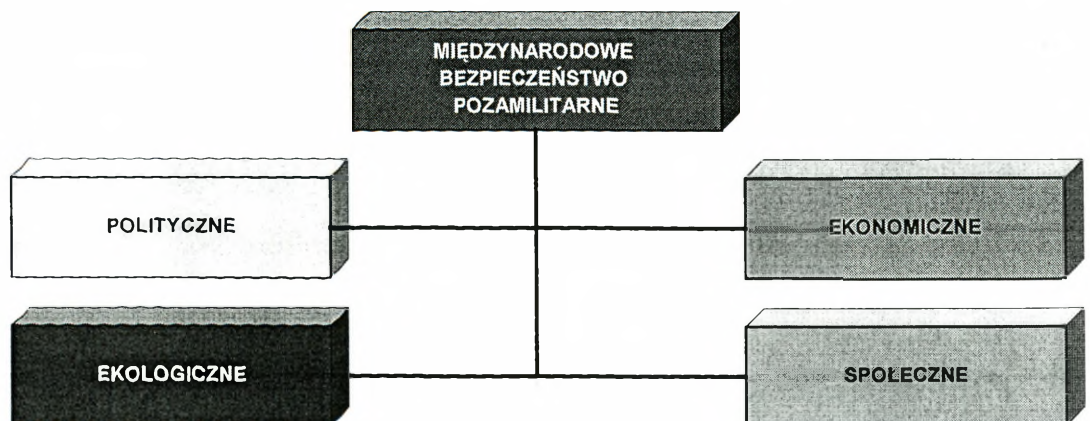 MIĘDZYNARODOWE
BEZPIECZEŃSTWO
POZAMILITARNE
POLITYCZNE
EKONOMICZNE
EKOLOGICZNE
SPOŁECZNE